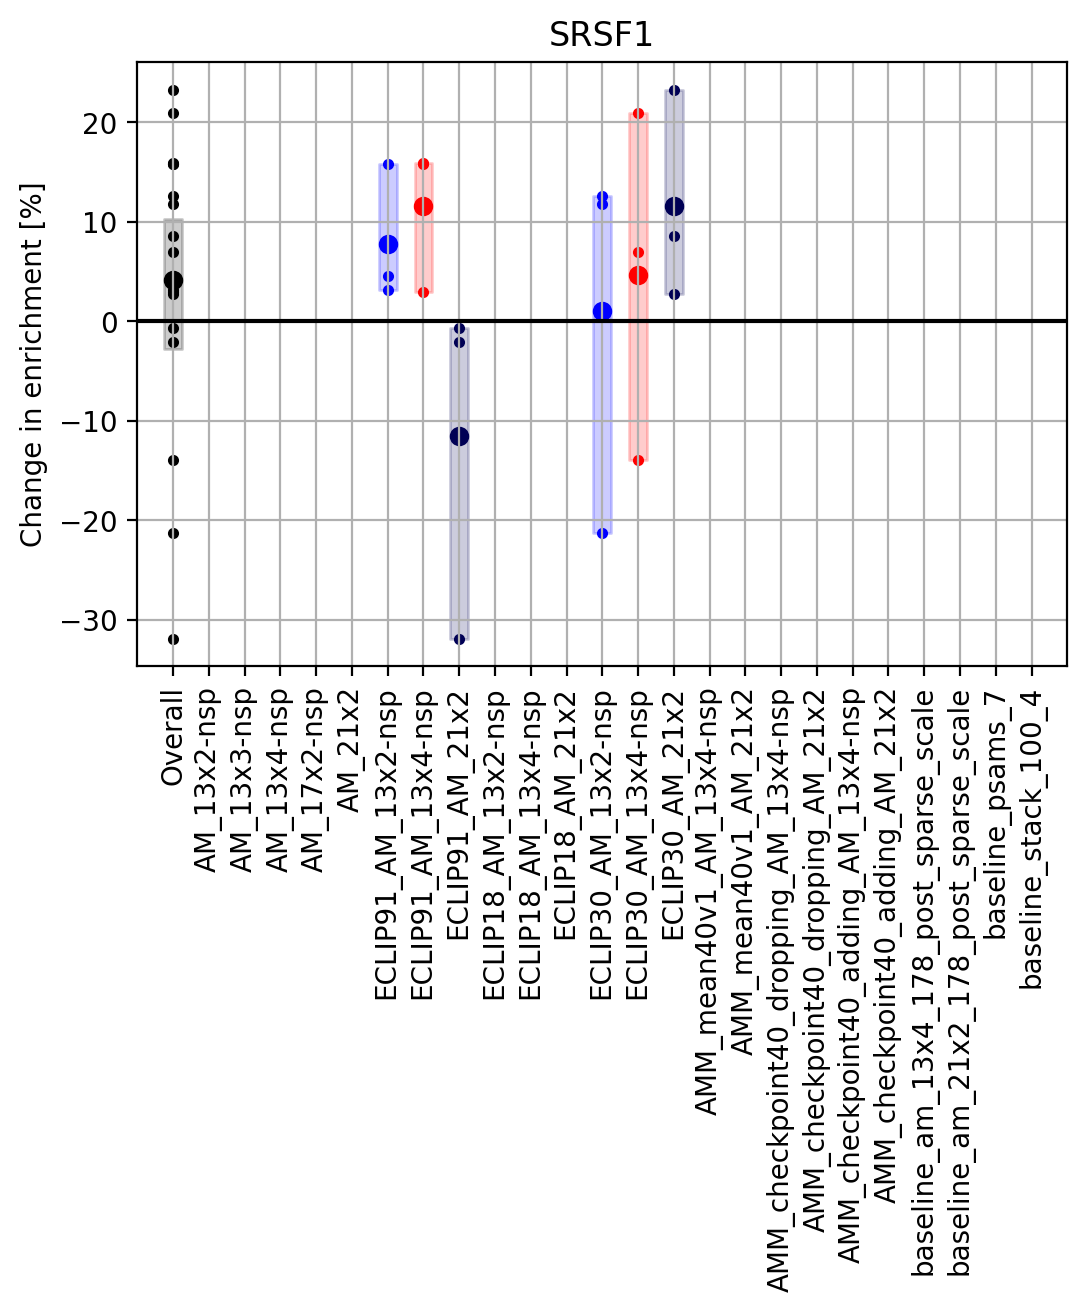 SRSF1
Change in enrichment [%]
20
10
0
−10
−20
−30
Overall
AM_13x2-nsp
AM_13x3-nsp
AM_13x4-nsp
AM_17x2-nsp
AM_21x2
ECLIP91_AM_13x2-nsp
ECLIP91_AM_13x4-nsp
ECLIP91_AM_21x2
ECLIP18_AM_13x2-nsp
ECLIP18_AM_13x4-nsp
ECLIP18_AM_21x2
ECLIP30_AM_13x2-nsp
ECLIP30_AM_13x4-nsp
ECLIP30_AM_21x2
AMM_mean40v1_AM_13x4-nsp
AMM_mean40v1_AM_21x2
AMM_checkpoint40_dropping_AM_13x4-nsp
AMM_checkpoint40_dropping_AM_21x2
AMM_checkpoint40_adding_AM_13x4-nsp
AMM_checkpoint40_adding_AM_21x2
baseline_am_13x4_178_post_sparse_scale
baseline_am_21x2_178_post_sparse_scale
baseline_psams_7
baseline_stack_100_4